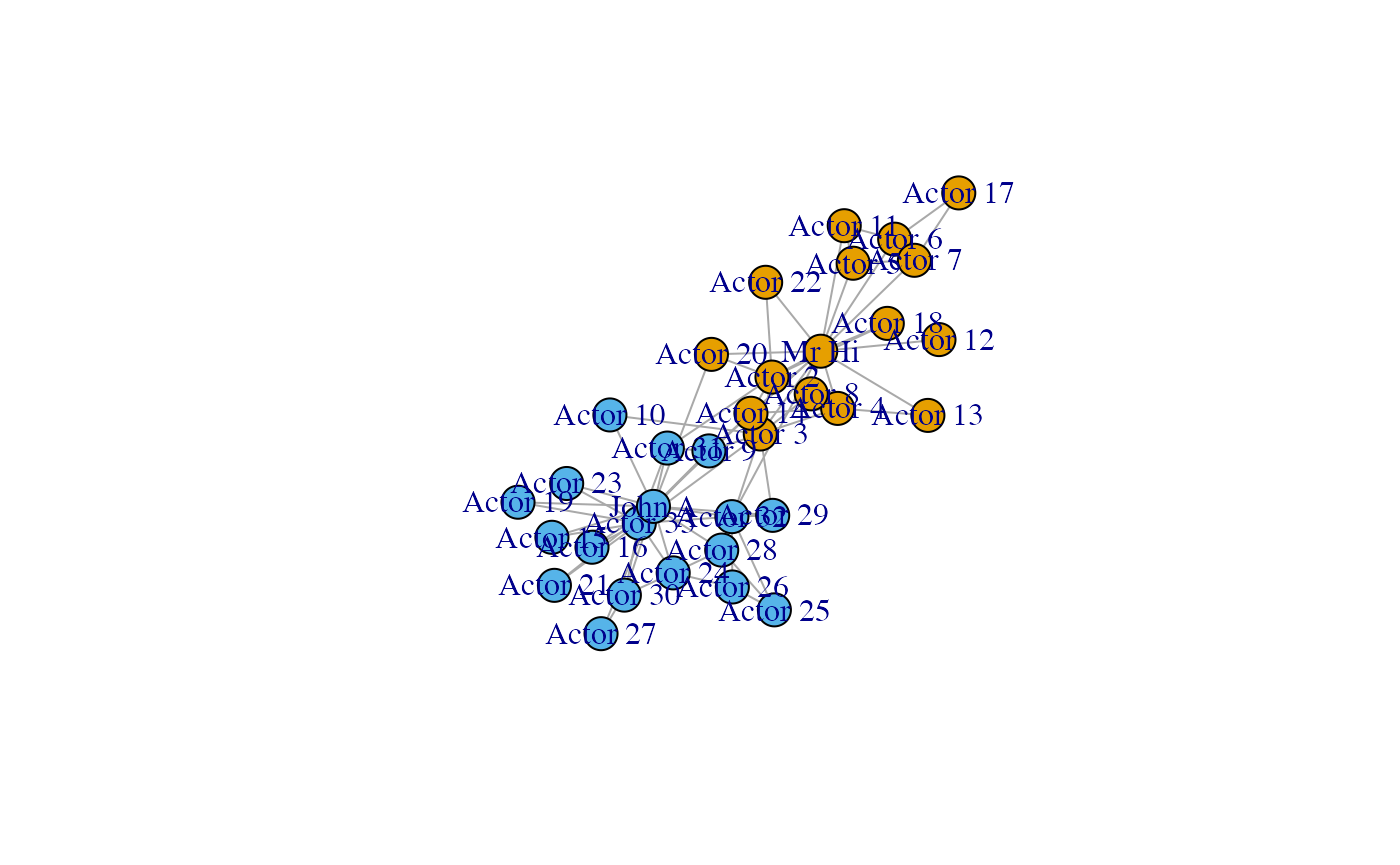 Actor 17
Actor 11
Actor 6
Actor 7
Actor 5
Actor 22
Actor 18
Actor 12
Mr Hi
Actor 20
Actor 2
Actor 8
Actor 4
Actor 14
Actor 13
Actor 10
Actor 3
Actor 31
Actor 9
Actor 23
Actor 19
John A
Actor 33
Actor 32
Actor 29
Actor 15
Actor 16
Actor 28
Actor 24
Actor 21
Actor 30
Actor 26
Actor 25
Actor 27